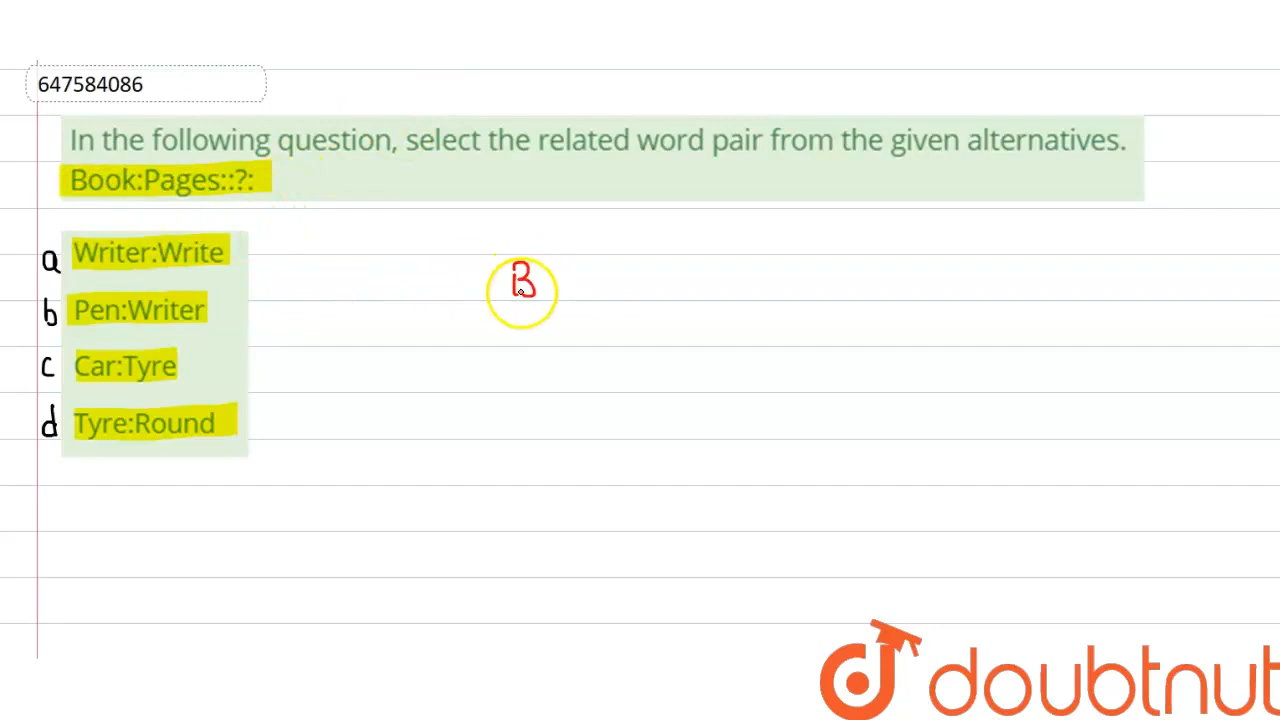 647584086
In the following question, select the related word pair from the given alternatives.
Book:Pages::?:
a Writer:Write
B
b Pen:Writer
c Car:Tyre
d Tyre:Round
doubtnut